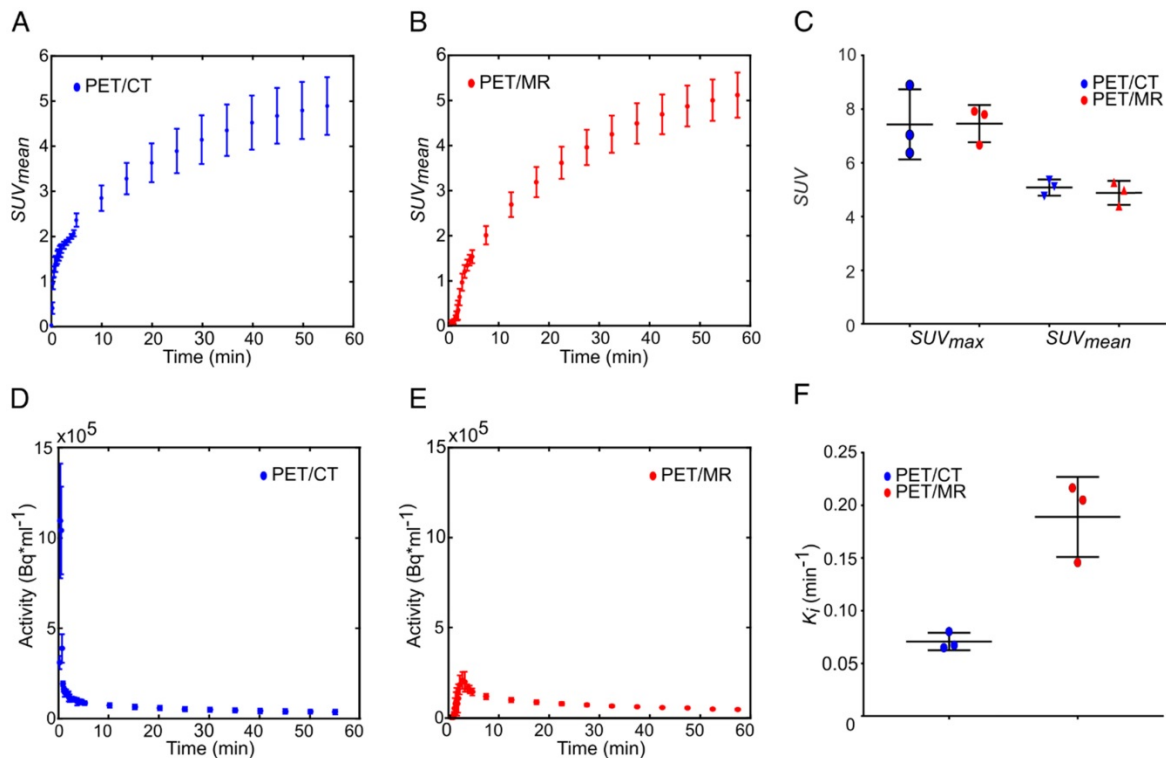 A
6
5
4
3
2
1
0
SUVmean
PET/CT
0 10 20 30 40 50 60
Time (min)
B
6
5
4
3
2
1
0
SUVmean
PET/MR
0 10 20 30 40 50 60
Time (min)
C
10
8
6
4
2
0
SUV
PET/CT
PET/MR
SUVmax SUVmean
D
15 x10⁵
10
5
0
Activity (Bq*ml⁻¹)
PET/CT
0 10 20 30 40 50 60
Time (min)
E
15 x10⁵
10
5
0
Activity (Bq*ml⁻¹)
PET/MR
0 10 20 30 40 50 60
Time (min)
F
0.25
0.20
0.15
0.10
0.05
0
Ki (min⁻¹)
PET/CT
PET/MR